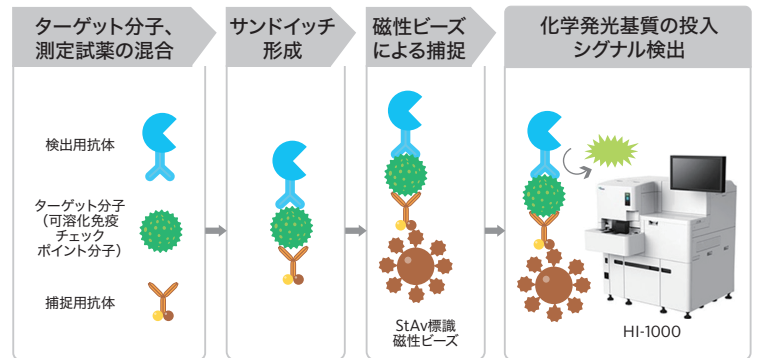 ターゲット分子、
測定試薬の混合
サンドイッチ
形成
磁性ビーズ
による捕捉
化学発光基質の投入
シグナル検出
検出用抗体
ターゲット分子
（可溶化免疫
チェック
ポイント分子）
捕捉用抗体
StAv標識
磁性ビーズ
HI-1000